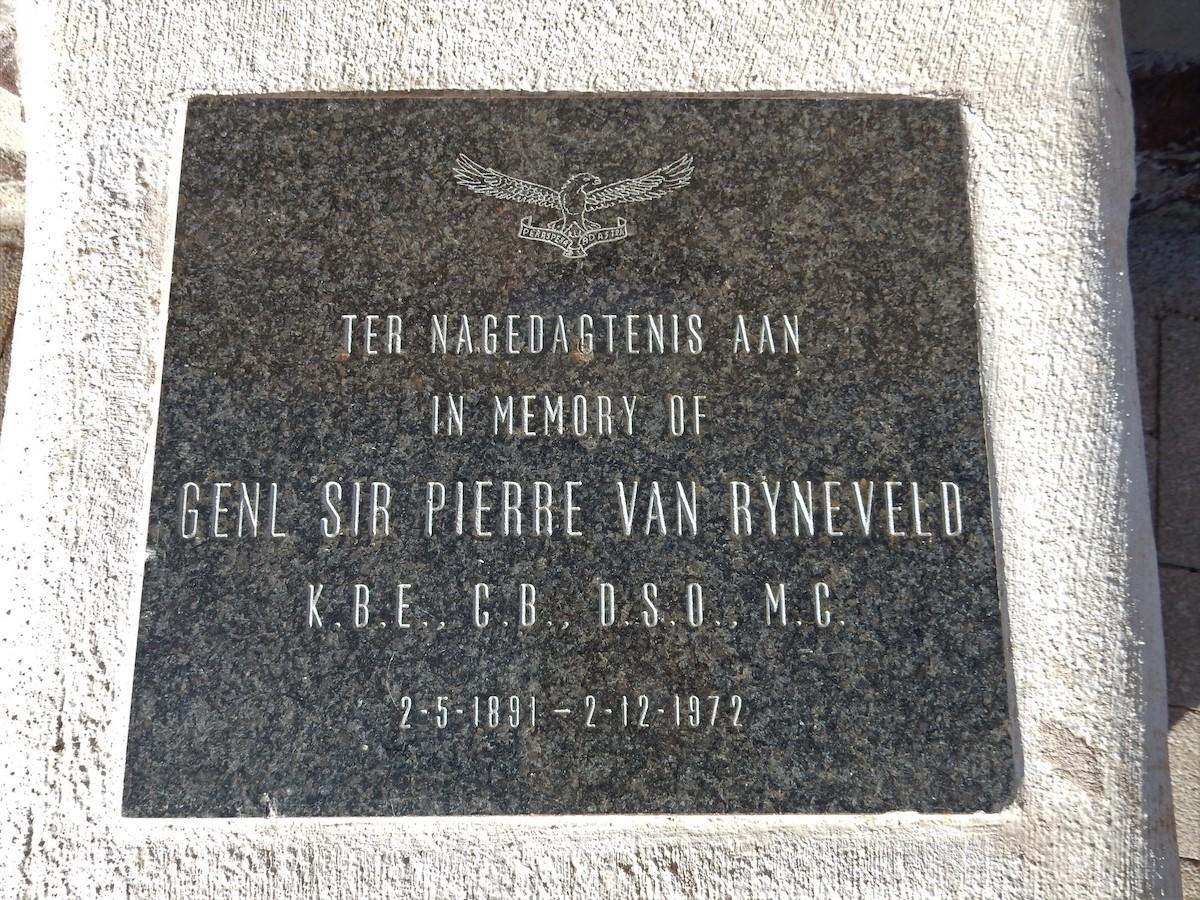 PER ASPERA AD ASTRA
TER NAGEDAGTENIS AAN
IN MEMORY OF
GENL SIR PIERRE VAN RYNEVELD
K.B.E., C.B., D.S.O., M.C.
2-5-1891 – 2-12-1972